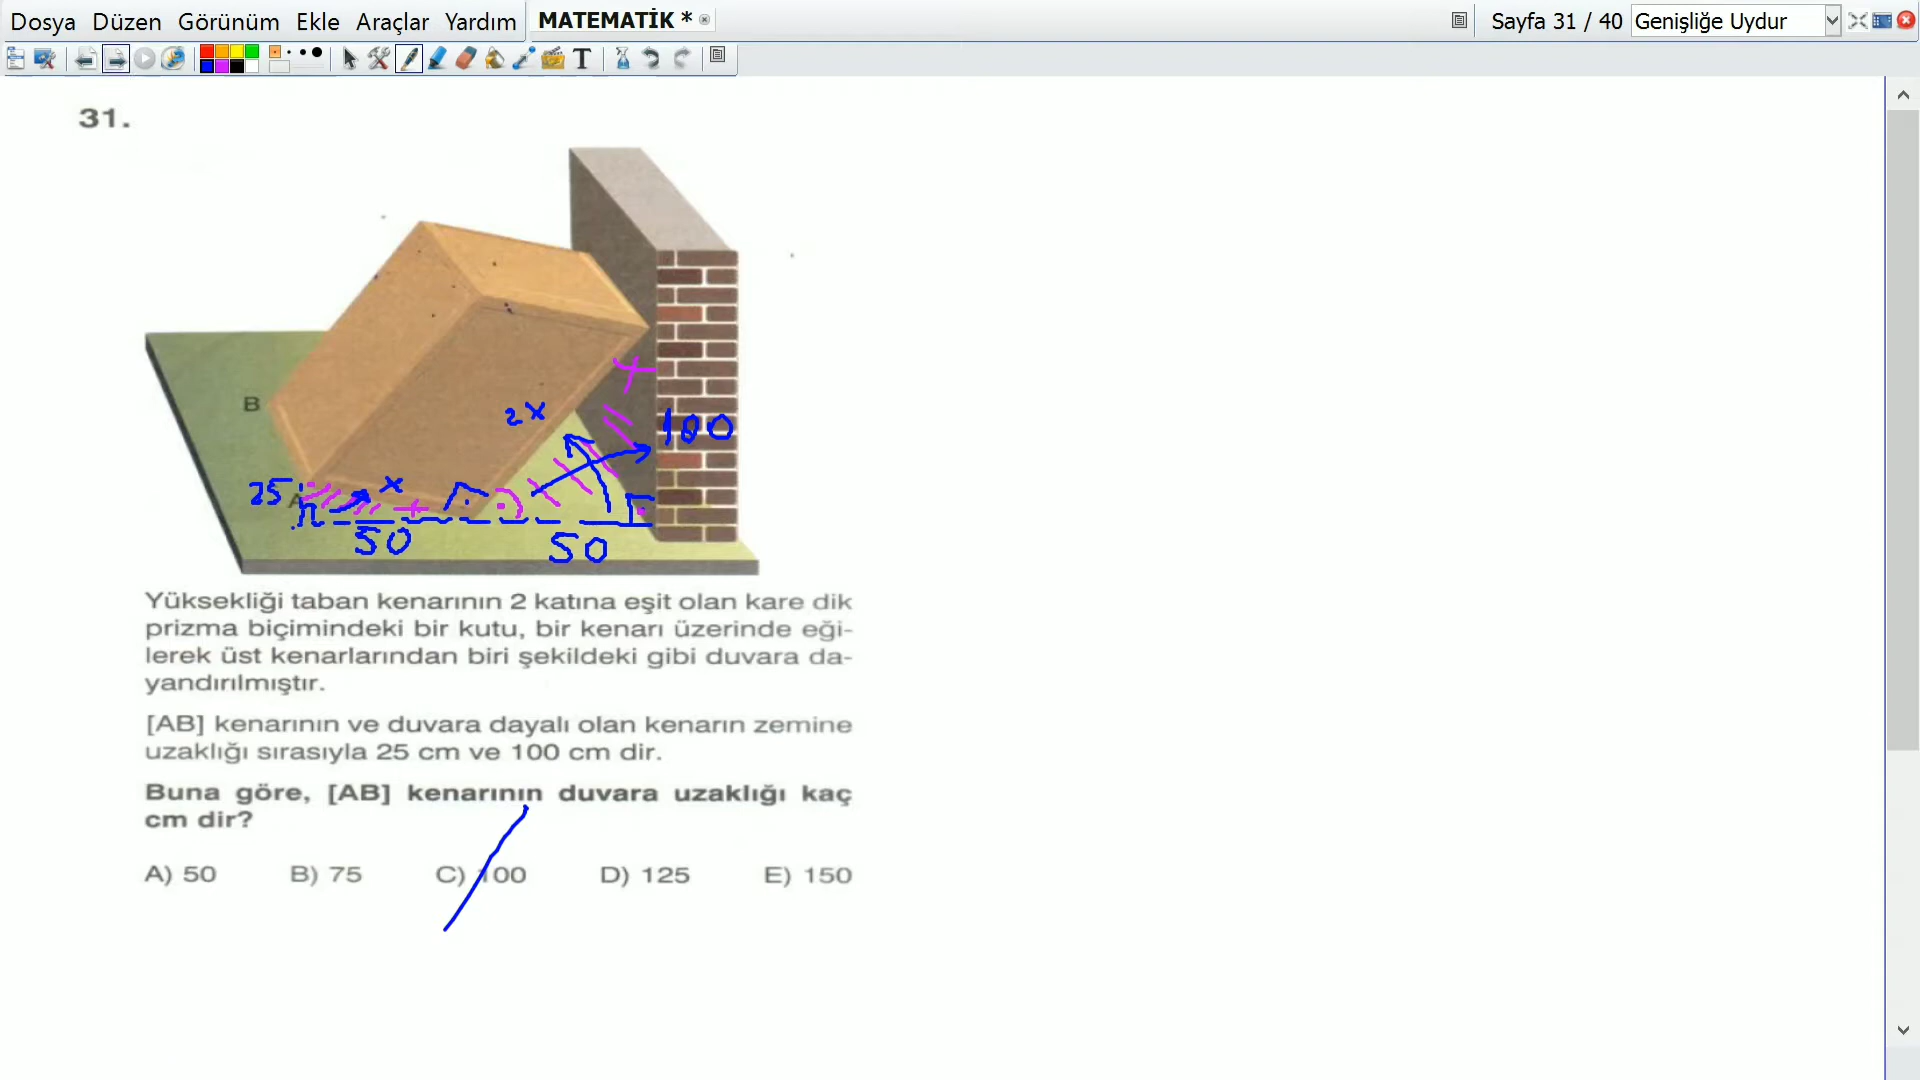 Dosya Düzen Görünüm Ekle Araçlar Yardım MATEMATİK * Sayfa 31 / 40 Genişliğe Uydur
31.
B
2x
100
25
A
x
50
50
Yüksekliği taban kenarının 2 katına eşit olan kare dik
prizma biçimindeki bir kutu, bir kenarı üzerinde eği-
lerek üst kenarlarından biri şekildeki gibi duvara da-
yandırılmıştır.
[AB] kenarının ve duvara dayalı olan kenarın zemine
uzaklığı sırasıyla 25 cm ve 100 cm dir.
Buna göre, [AB] kenarının duvara uzaklığı kaç
cm dir?
A) 50 B) 75 C) 100 D) 125 E) 150